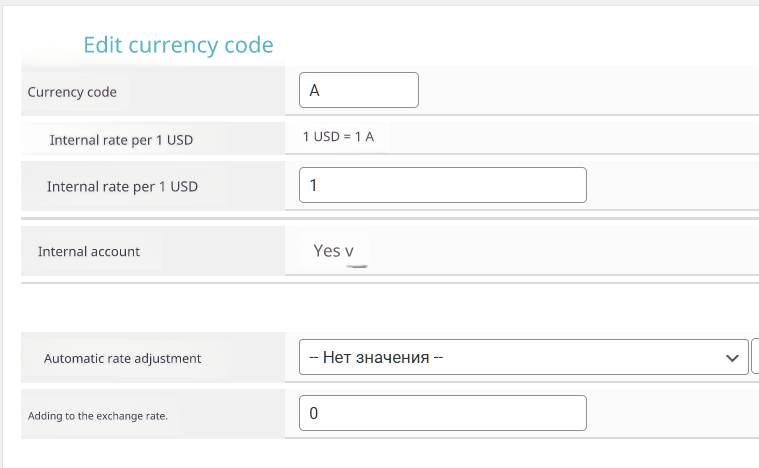 Edit currency code
Currency code A
Internal rate per 1 USD 1 USD = 1 A
Internal rate per 1 USD 1
Internal account Yes v
Automatic rate adjustment -- Нет значения --
Adding to the exchange rate. 0